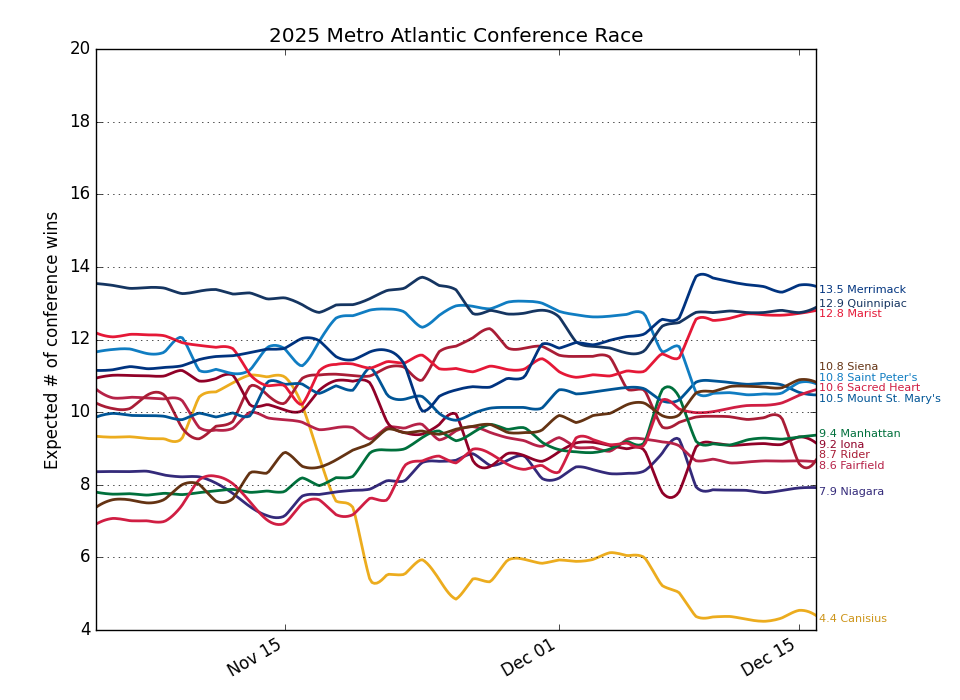 2025 Metro Atlantic Conference Race
Expected # of conference wins
20
18
16
14
12
10
8
6
4
Nov 15
Dec 01
Dec 15
13.5 Merrimack
12.9 Quinnipiac
12.8 Marist
10.8 Siena
10.8 Saint Peter's
10.6 Sacred Heart
10.5 Mount St. Mary's
9.4 Manhattan
9.2 Iona
8.7 Rider
8.6 Fairfield
7.9 Niagara
4.4 Canisius